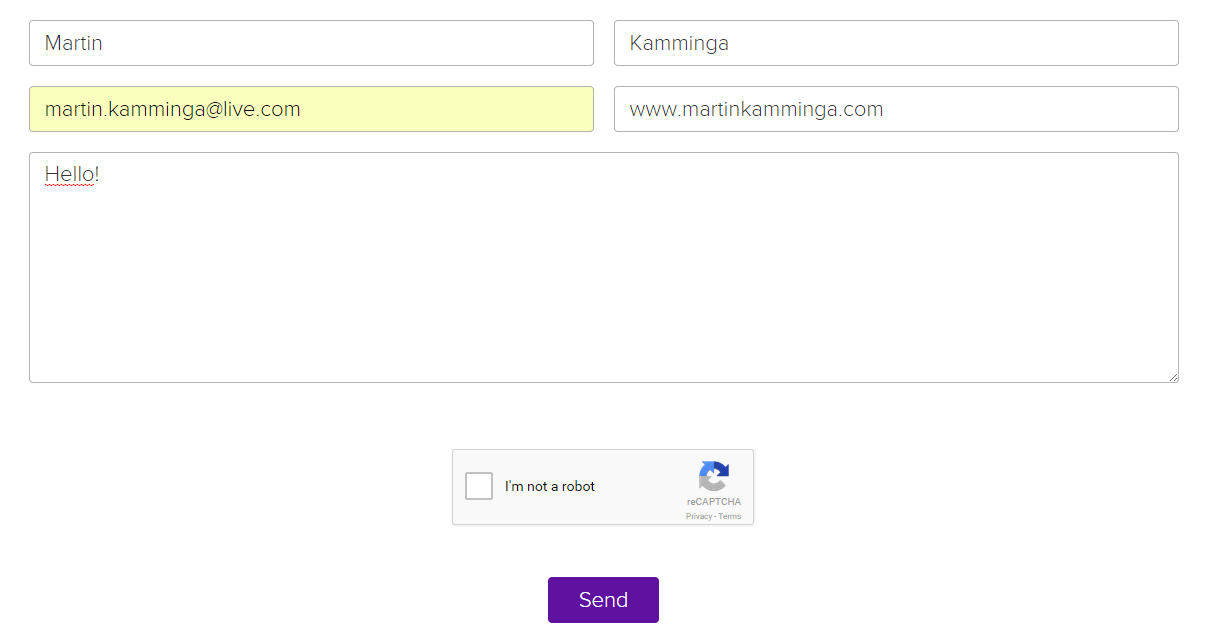 Martin
Kamminga
martin.kamminga@live.com
www.martinkamminga.com
Hello!
I'm not a robot
reCAPTCHA
Privacy - Terms
Send